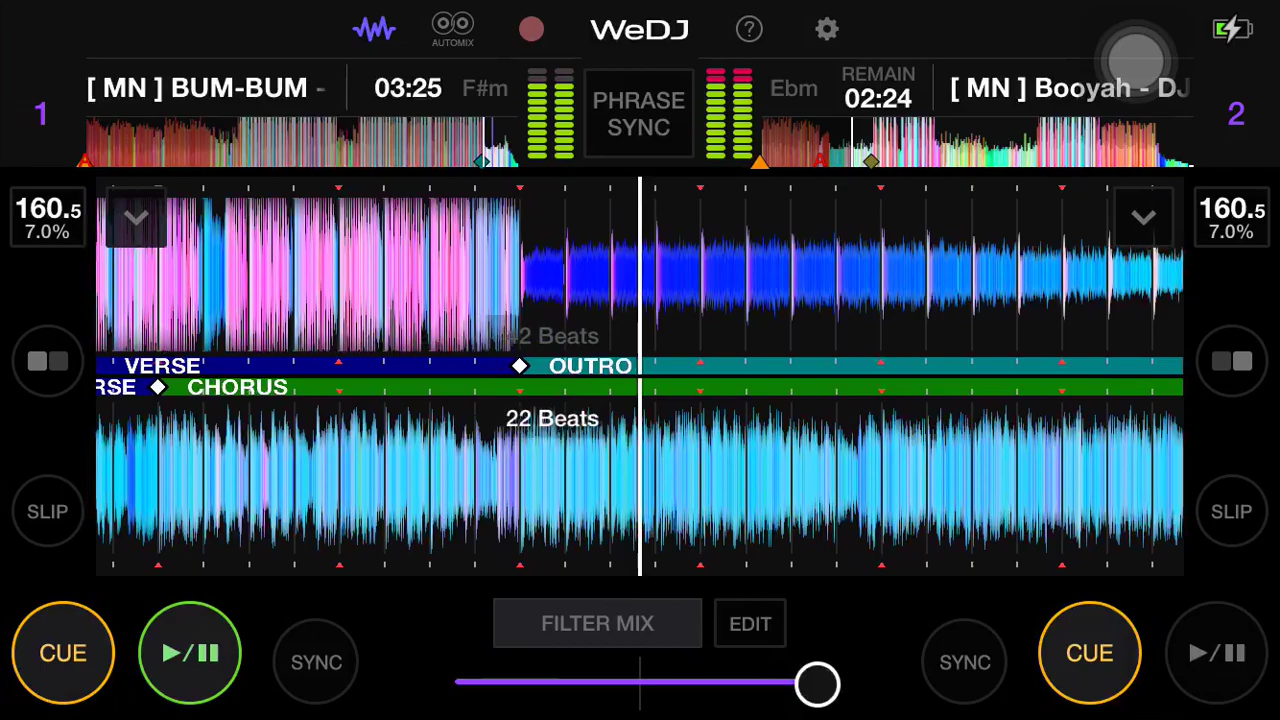 AUTOMIX
WeDJ
?
1
[ MN ] BUM-BUM -
03:25
F#m
PHRASE
SYNC
Ebm
REMAIN
02:24
[ MN ] Booyah - DJ
2
160.5
7.0%
160.5
7.0%
42 Beats
VERSE
OUTRO
RSE
CHORUS
22 Beats
SLIP
SLIP
CUE
SYNC
FILTER MIX
EDIT
SYNC
CUE